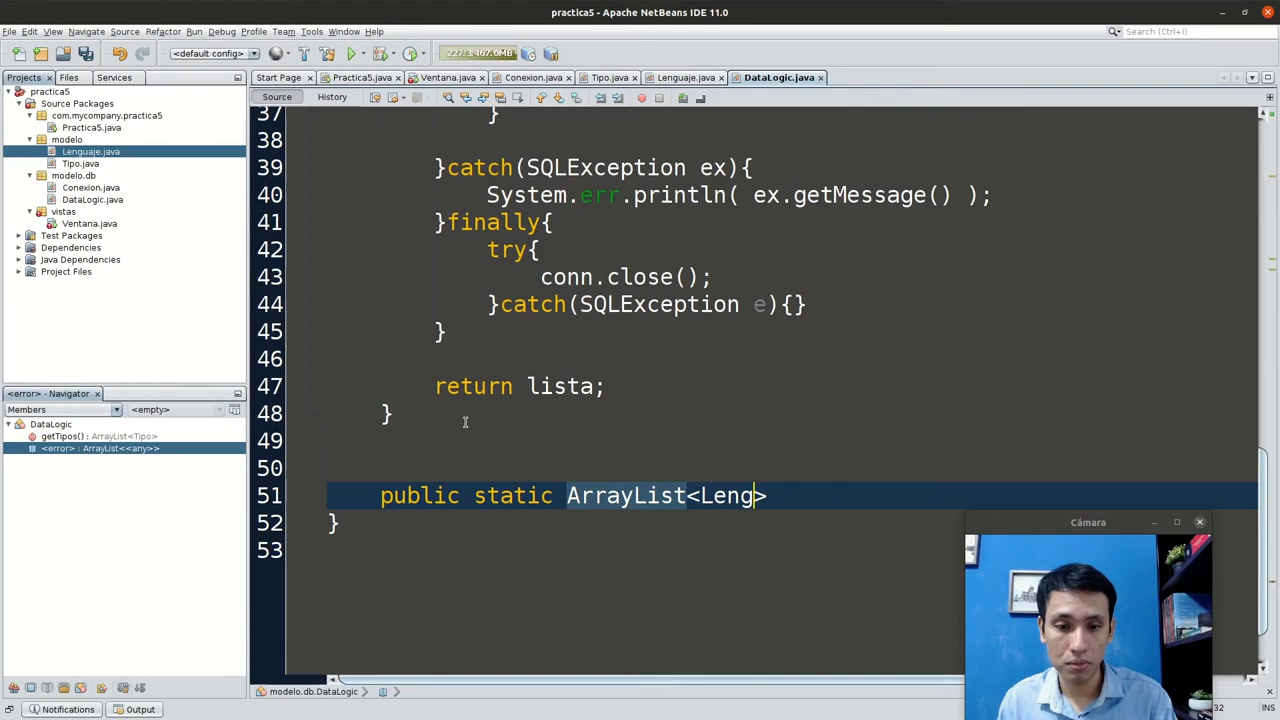 practica5 - Apache NetBeans IDE 11.0
File Edit View Navigate Source Refactor Run Debug Profile Team Tools Window Help
Search (Ctrl+I)
<default config>
227.3/467.0MB
Projects Files Services
Start Page Practica5.java Ventana.java Conexion.java Tipo.java Lenguaje.java DataLogic.java
Source History
practica5
Source Packages
com.mycompany.practica5
Practica5.java
modelo
Lenguaje.java
Tipo.java
modelo.db
Conexion.java
DataLogic.java
vistas
Ventana.java
Test Packages
Dependencies
Java Dependencies
Project Files
<error> - Navigator
Members <empty>
DataLogic
getTipos() : ArrayList<Tipo>
<error> : ArrayList<<any>>
37 }
38
39 }catch(SQLException ex){
40 System.err.println( ex.getMessage() );
41 }finally{
42 try{
43 conn.close();
44 }catch(SQLException e){}
45 }
46
47 return lista;
48 }
49
50
51 public static ArrayList<Leng>
52 }
53
Cámara
modelo.db.DataLogic
Notifications Output
INS